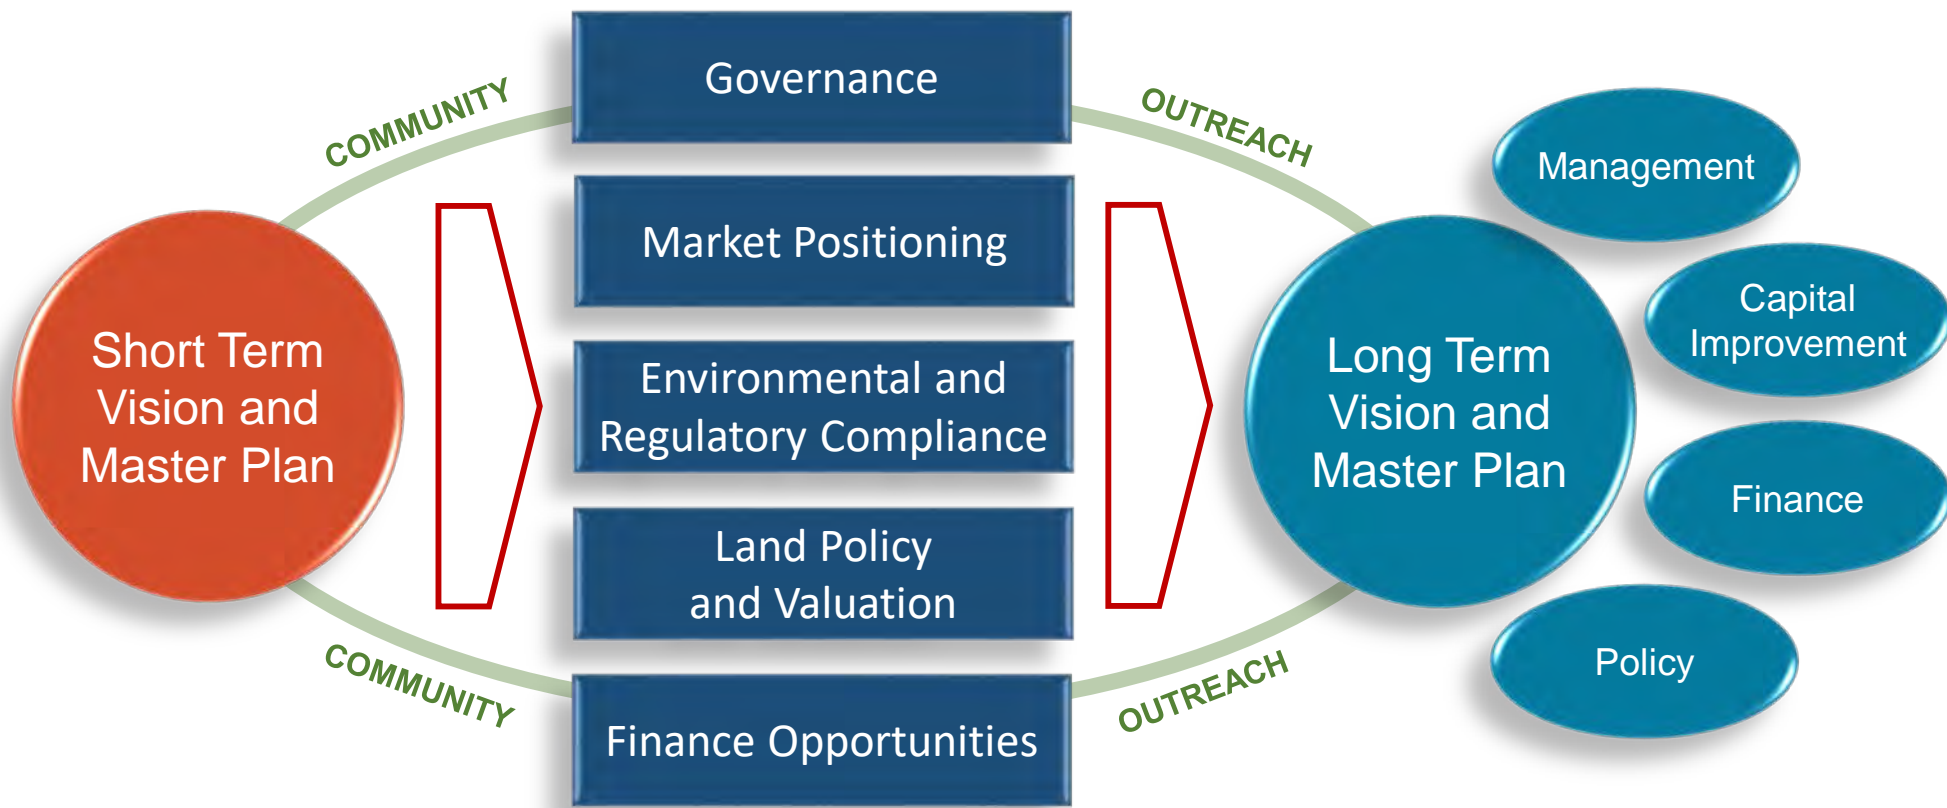 COMMUNITY
OUTREACH
Short Term
Vision and
Master Plan
Governance
Market Positioning
Environmental and
Regulatory Compliance
Land Policy
and Valuation
Finance Opportunities
Long Term
Vision and
Master Plan
Management
Capital
Improvement
Finance
Policy
COMMUNITY
OUTREACH